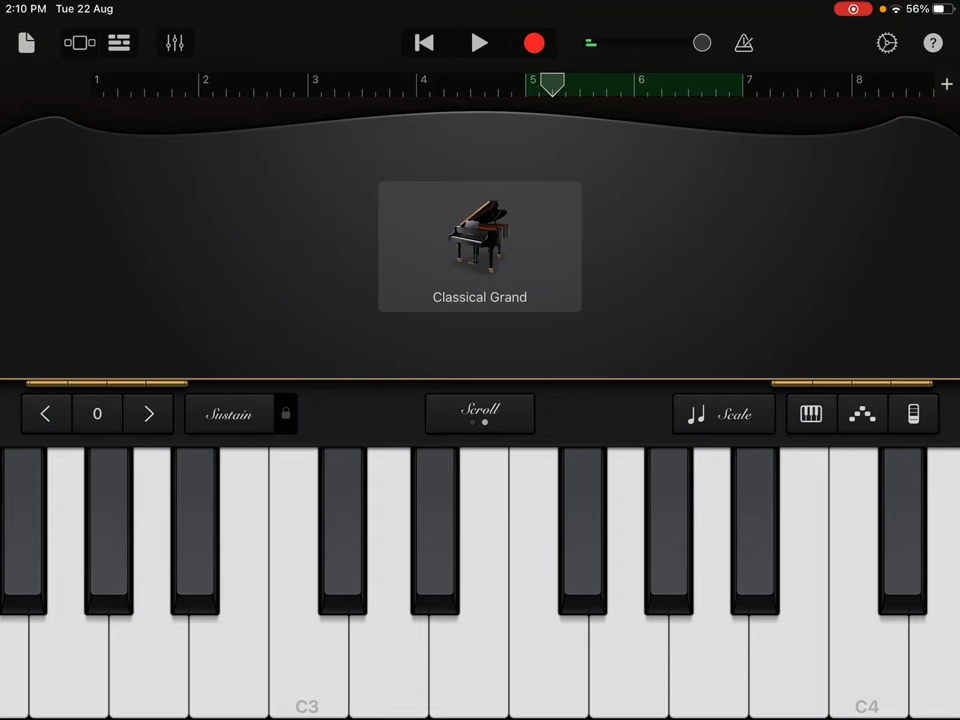 2:10 PM Tue 22 Aug 56%
?
1 2 3 4 5 6 7 8 +
Classical Grand
0 Sustain Scroll Scale
C3 C4